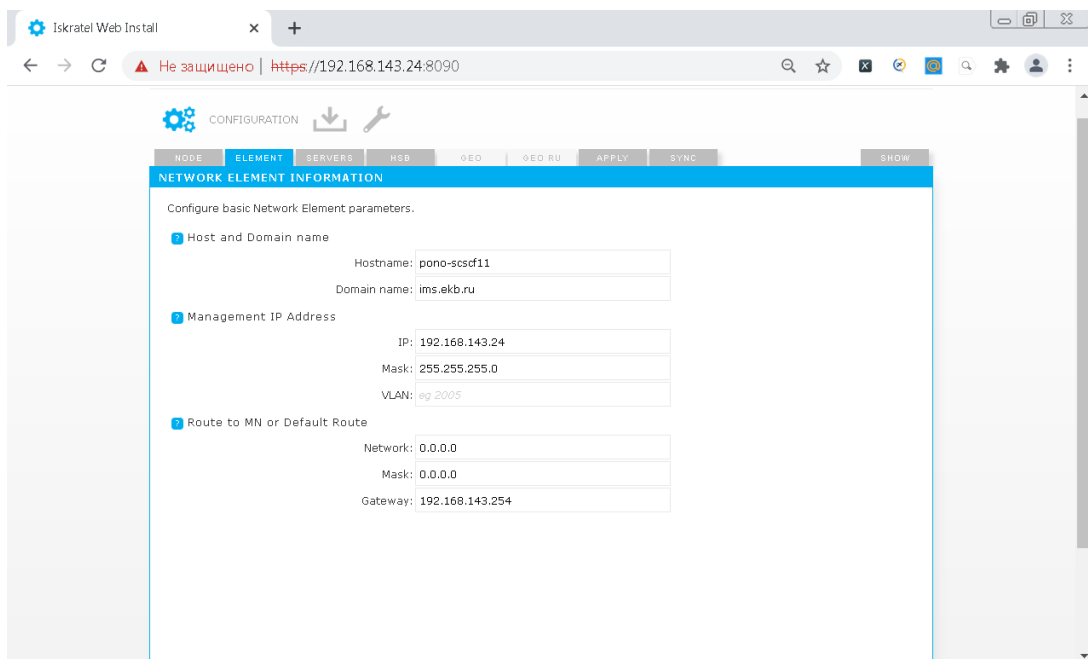 Iskratel Web Install
Не защищено | https://192.168.143.24:8090
CONFIGURATION
NODE ELEMENT SERVERS HSB GEO GEO RU APPLY SYNC SHOW
NETWORK ELEMENT INFORMATION
Configure basic Network Element parameters.
? Host and Domain name
Hostname: pono-scscf11
Domain name: ims.ekb.ru
? Management IP Address
IP: 192.168.143.24
Mask: 255.255.255.0
VLAN: eg 2005
? Route to MN or Default Route
Network: 0.0.0.0
Mask: 0.0.0.0
Gateway: 192.168.143.254